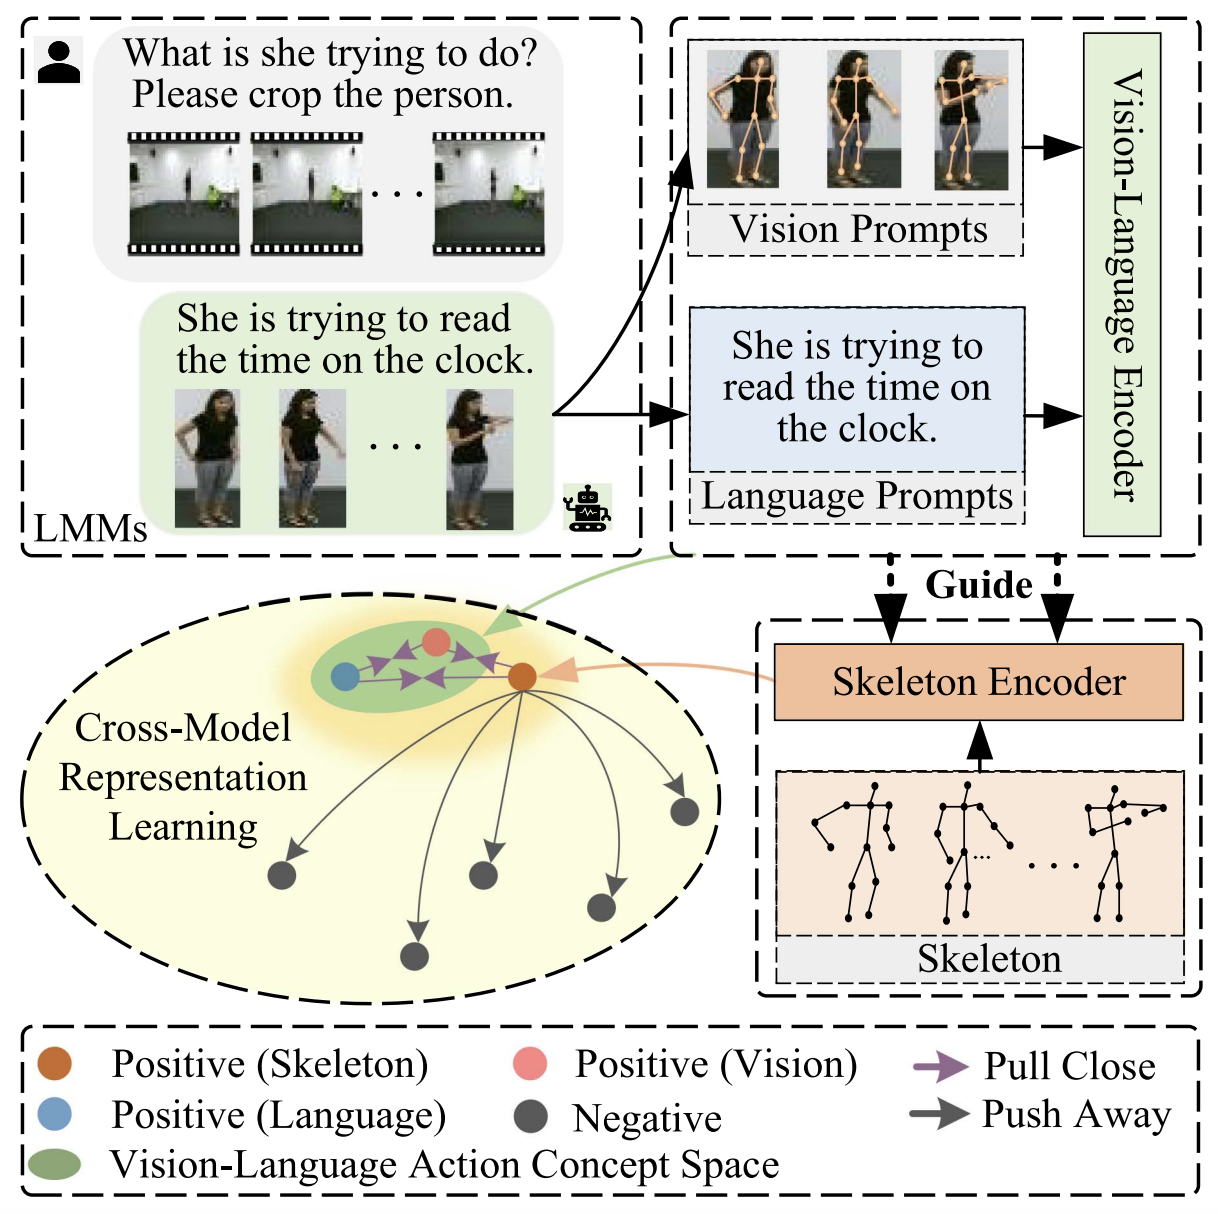 What is she trying to do?
Please crop the person.
She is trying to read
the time on the clock.
LMMs
Vision Prompts
She is trying to
read the time on
the clock.
Language Prompts
Vision-Language Encoder
Guide
Skeleton Encoder
Skeleton
Cross-Model
Representation
Learning
Positive (Skeleton)
Positive (Vision)
Pull Close
Positive (Language)
Negative
Push Away
Vision-Language Action Concept Space